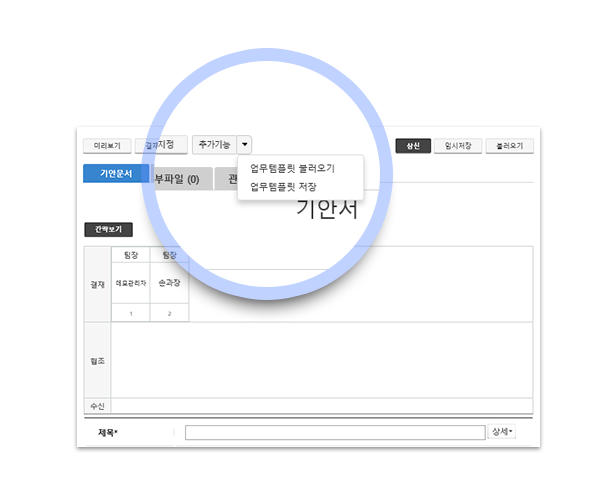 미리보기 결재지정 추가기능 상신 임시저장 불러오기
업무템플릿 불러오기
업무템플릿 저장
기안문서 부파일 (0) 관
기안서
간략보기
결재 팀장 팀장
데모관리자 손과장
1 2
협조
수신
제목* 상세